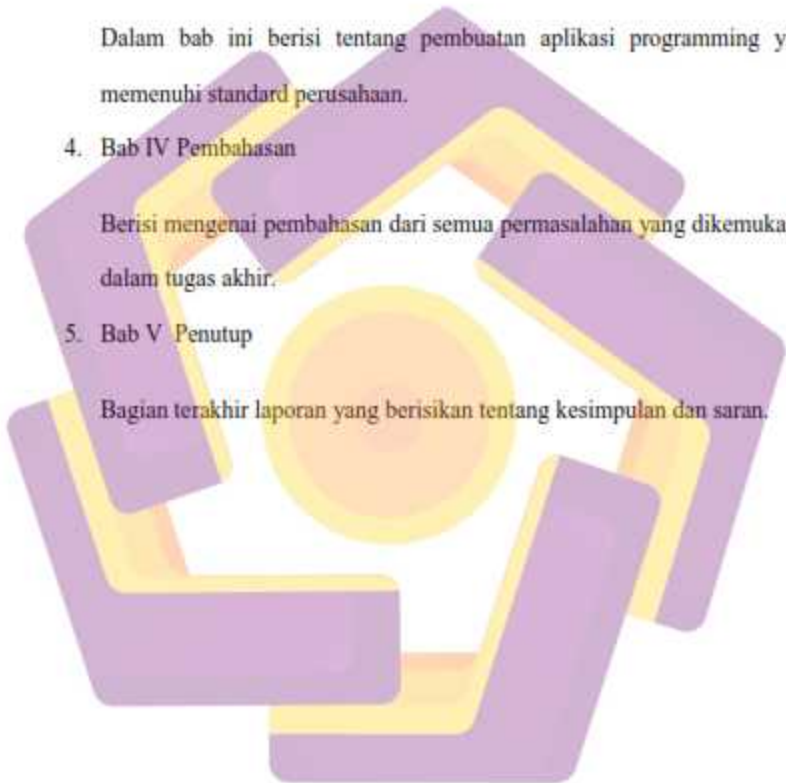 Dalam bab ini berisi tentang pembuatan aplikasi programming y
memenuhi standard perusahaan.
4. Bab IV Pembahasan
Berisi mengenai pembahasan dari semua permasalahan yang dikemuka
dalam tugas akhir.
5. Bab V Penutup
Bagian terakhir laporan yang berisikan tentang kesimpulan dan saran.